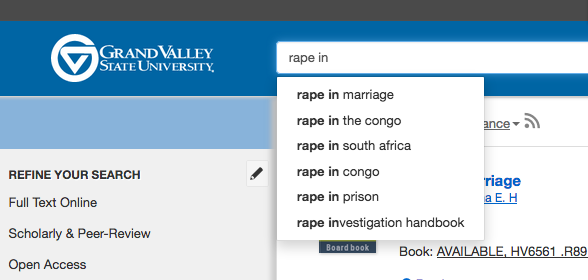 GRAND VALLEY
STATE UNIVERSITY
rape in
rape in marriage
rape in the congo
rape in south africa
rape in congo
rape in prison
rape investigation handbook
REFINE YOUR SEARCH
Full Text Online
Scholarly & Peer-Review
Open Access
ance
rriage
a E. H
Board book
Book: AVAILABLE, HV6561 .R89